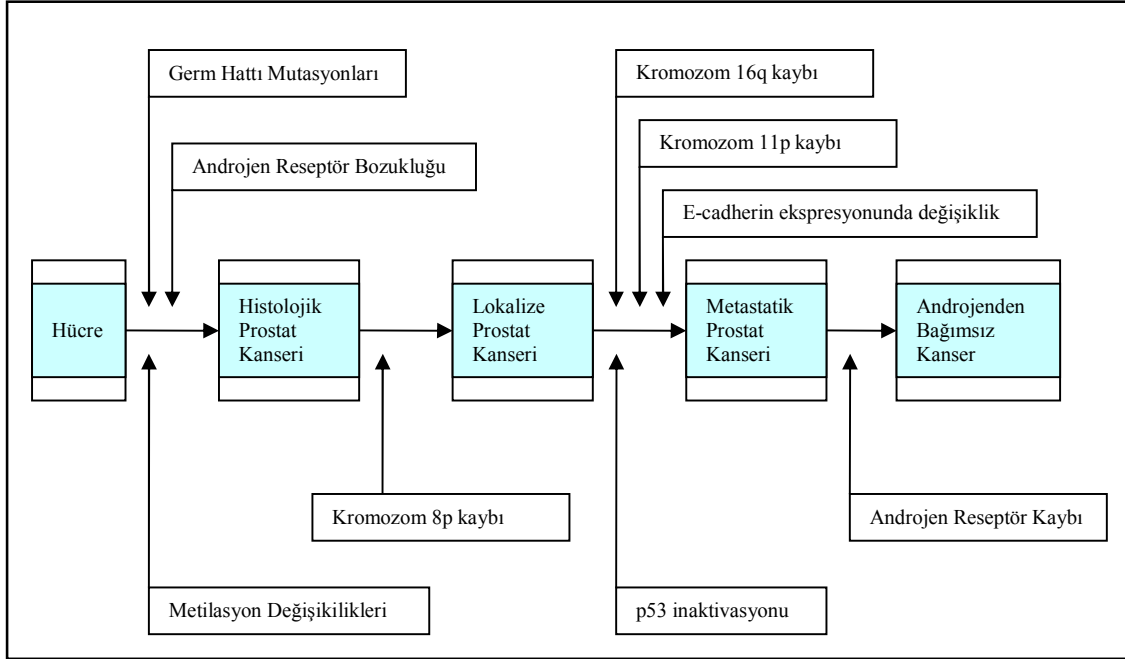 Germ Hattı Mutasyonları
Kromozom 16q kaybı
Androjen Reseptör Bozukluğu
Kromozom 11p kaybı
E-cadherin ekspresyonunda değişiklik
Hücre
Histolojik
Prostat
Kanseri
Lokalize
Prostat
Kanseri
Metastatik
Prostat
Kanseri
Androjenden
Bağımsız
Kanser
Kromozom 8p kaybı
Androjen Reseptör Kaybı
Metilasyon Değişikilikleri
p53 inaktivasyonu